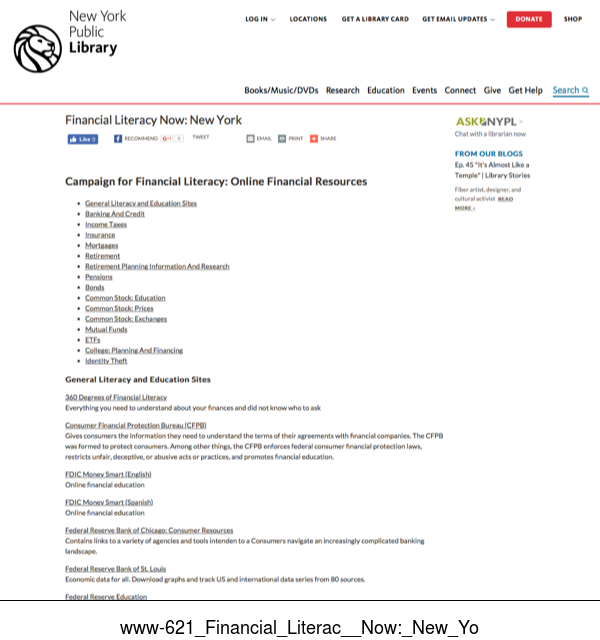 New York
Public
Library
LOG IN
LOCATIONS
GET A LIBRARY CARD
GET EMAIL UPDATES
DONATE
SHOP
Books/Music/DVDs Research Education Events Connect Give Get Help Search
Financial Literacy Now: New York
Like 0
RECOMMEND
G+1 0
TWEET
EMAIL
PRINT
SHARE
ASK NYPL
Chat with a librarian now
FROM OUR BLOGS
Ep. 45 "It's Almost Like a
Temple" | Library Stories
Fiber artist, designer, and
cultural activist READ
MORE ›
Campaign for Financial Literacy: Online Financial Resources
• General Literacy and Education Sites
• Banking And Credit
• Income Taxes
• Insurance
• Mortgages
• Retirement
• Retirement Planning Information And Research
• Pensions
• Bonds
• Common Stock: Education
• Common Stock: Prices
• Common Stock: Exchanges
• Mutual Funds
• ETFs
• College: Planning And Financing
• Identity Theft
General Literacy and Education Sites
360 Degrees of Financial Literacy
Everything you need to understand about your finances and did not know who to ask
Consumer Financial Protection Bureau (CFPB)
Gives consumers the information they need to understand the terms of their agreements with financial companies. The CFPB
was formed to protect consumers. Among other things, the CFPB enforces federal consumer financial protection laws,
restricts unfair, deceptive, or abusive acts or practices, and promotes financial education.
FDIC Money Smart (English)
Online financial education
FDIC Money Smart (Spanish)
Online financial education
Federal Reserve Bank of Chicago: Consumer Resources
Contains links to a variety of agencies and tools intenden to a Consumers navigate an increasingly complicated banking
landscape.
Federal Reserve Bank of St. Louis
Economic data for all. Download graphs and track US and international data series from 80 sources.
Federal Reserve Education
www-621_Financial_Literac__Now:_New_Yo